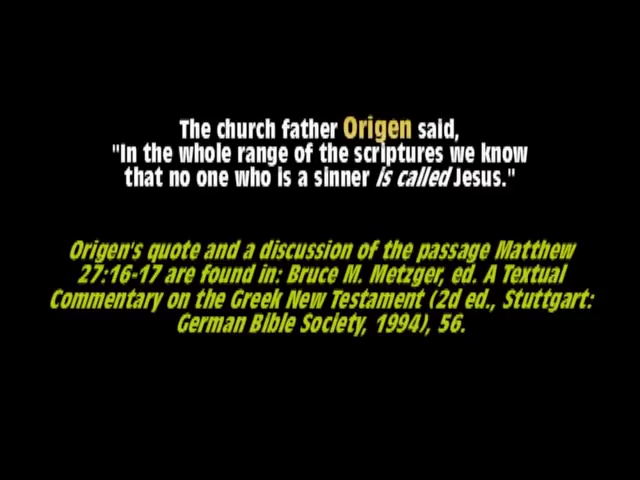 The church father Origen said,
"In the whole range of the scriptures we know
that no one who is a sinner is called Jesus."
Origen's quote and a discussion of the passage Matthew
27:16-17 are found in: Bruce M. Metzger, ed. A Textual
Commentary on the Greek New Testament (2d ed., Stuttgart:
German Bible Society, 1994), 56.